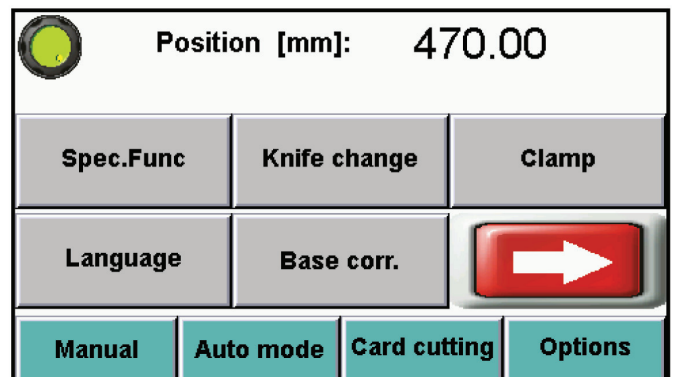 Position [mm]: 470.00
Spec.Func Knife change Clamp
Language Base corr.
Manual Auto mode Card cutting Options